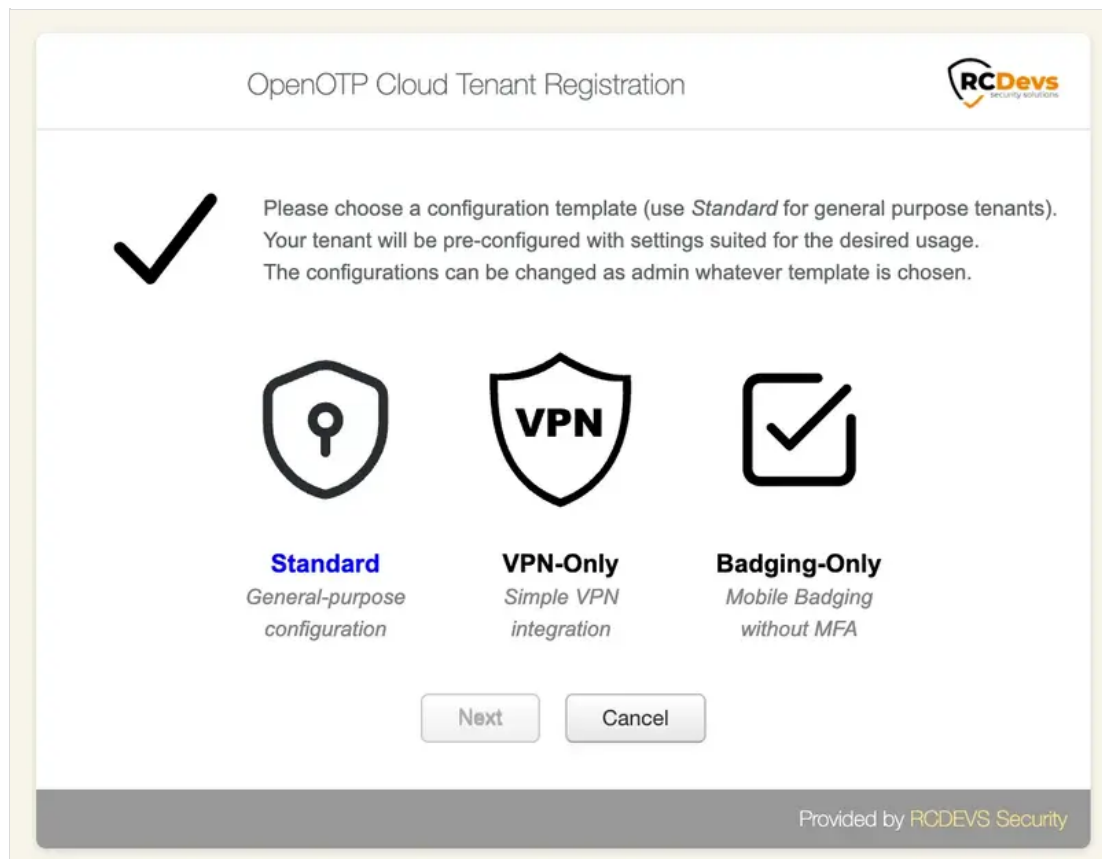 OpenOTP Cloud Tenant Registration
RCDevs
security solutions
Please choose a configuration template (use Standard for general purpose tenants).
Your tenant will be pre-configured with settings suited for the desired usage.
The configurations can be changed as admin whatever template is chosen.
VPN
Standard
General-purpose
configuration
VPN-Only
Simple VPN
integration
Badging-Only
Mobile Badging
without MFA
Next
Cancel
Provided by RCDEVS Security